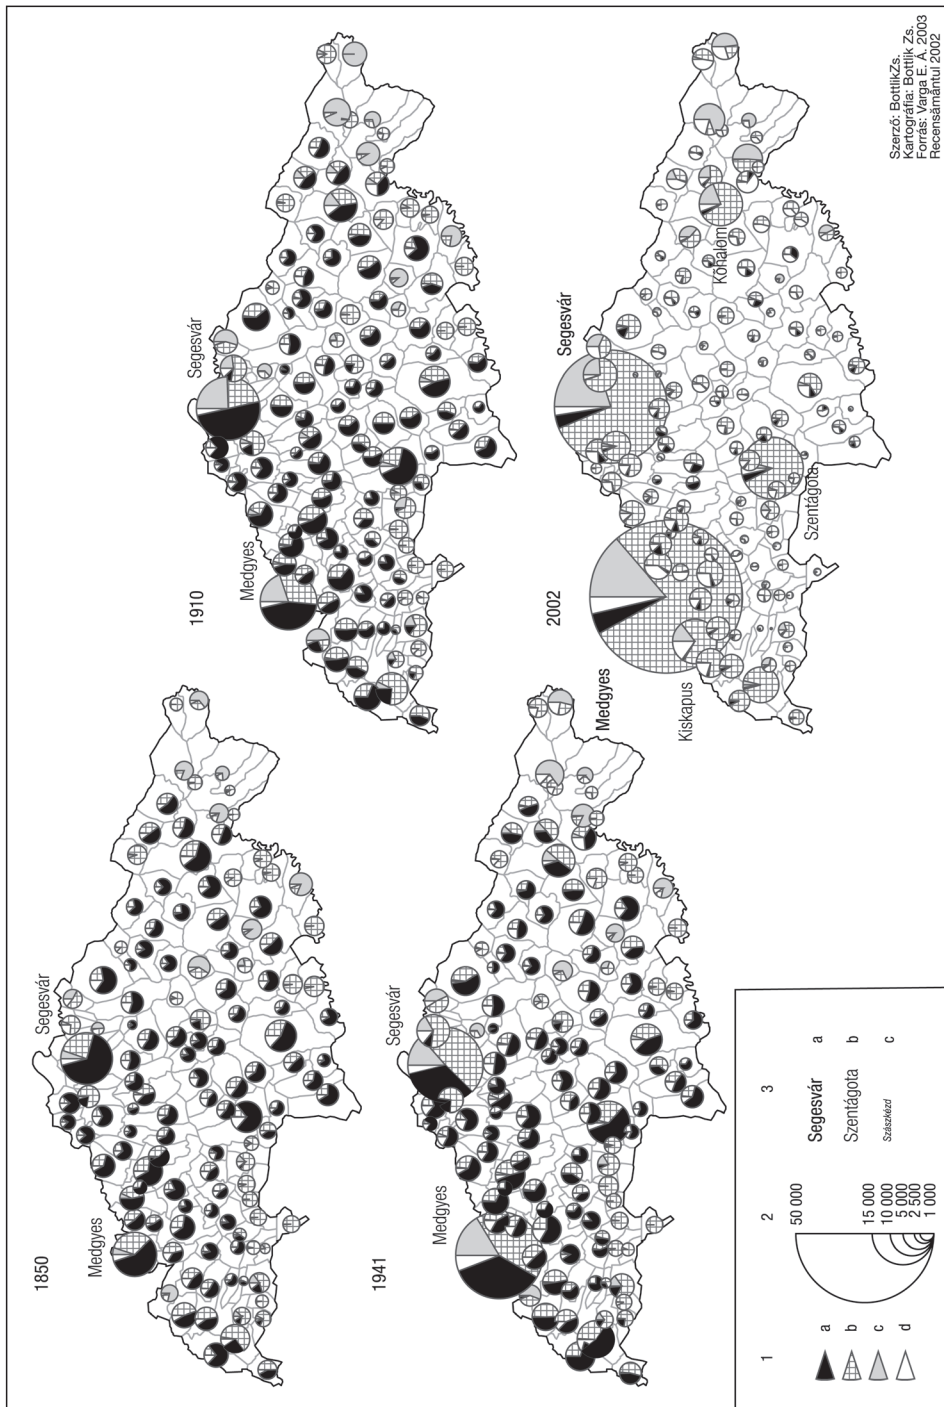 Szerző: BottlikZs.
Kartográfia: Bottlik Zs.
Forrás: Varga E. Á. 2003
Recensământul 2002
1850
Medgyes
Segesvár
1910
Medgyes
Segesvár
1941
Medgyes
Segesvár
2002
Medgyes
Kiskapus
Segesvár
Szentágota
Kőhalom
1
a
b
c
d
2
50 000
15 000
10 000
5 000
2 500
1 000
3
Segesvár a
Szentágota b
Szászkézd c